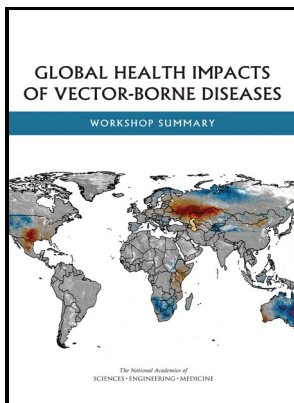 GLOBAL HEALTH IMPACTS
OF VECTOR-BORNE DISEASES
WORKSHOP SUMMARY
The National Academies of
SCIENCES • ENGINEERING • MEDICINE